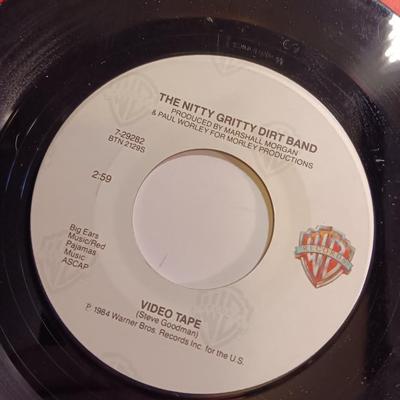 THE NITTY GRITTY DIRT BAND
PRODUCED BY MARSHALL MORGAN
& PAUL WORLEY FOR MORLEY PRODUCTIONS
7-29282
BTN 2129S
2:59
Big Ears
Music/Red
Pajamas
Music
ASCAP
WB
RECORDS
VIDEO TAPE
(Steve Goodman)
℗ 1984 Warner Bros. Records Inc. for the U.S.